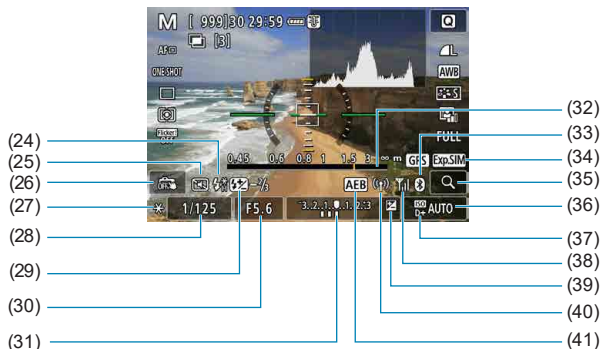 M [ 999]30 29:59
[3]
Q
AF
ONE SHOT
L
AWB
S
Flicker!
OFF
FULL
0.45 0.6 0.8 1 1.5 3 ∞ m
GPS Exp.SIM
OFF
-⅔
AEB
1/125 F5.6
-3..2..1..0..1..2.:3
ISO
D+
AUTO
(24)
(25)
(26)
(27)
(28)
(29)
(30)
(31)
(32)
(33)
(34)
(35)
(36)
(37)
(38)
(39)
(40)
(41)